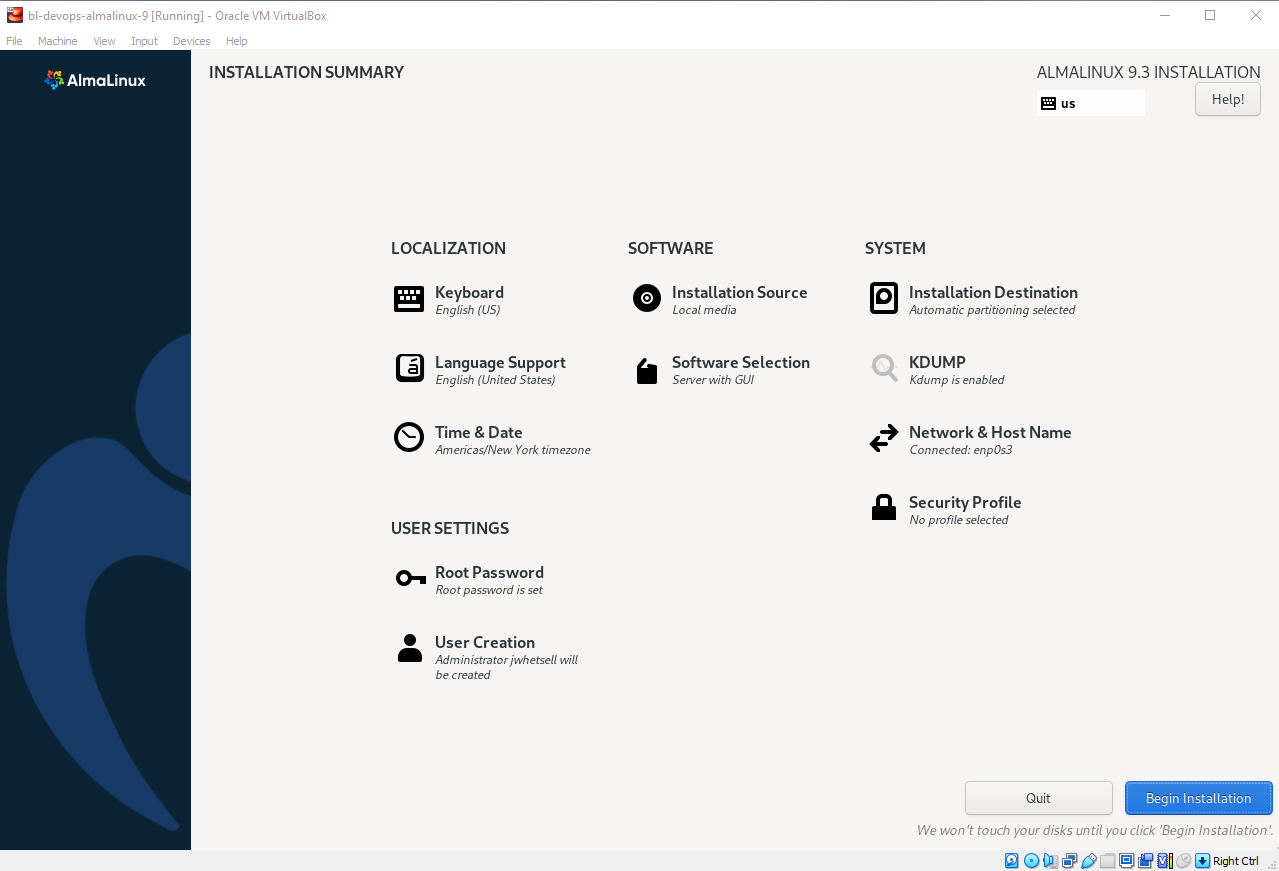 bl-devops-almalinux-9 [Running] - Oracle VM VirtualBox
File Machine View Input Devices Help
AlmaLinux
INSTALLATION SUMMARY
ALMALINUX 9.3 INSTALLATION
us
Help!
LOCALIZATION
Keyboard
English (US)
Language Support
English (United States)
Time & Date
Americas/New York timezone
SOFTWARE
Installation Source
Local media
Software Selection
Server with GUI
SYSTEM
Installation Destination
Automatic partitioning selected
KDUMP
Kdump is enabled
Network & Host Name
Connected: enp0s3
Security Profile
No profile selected
USER SETTINGS
Root Password
Root password is set
User Creation
Administrator jwhetsell will
be created
Quit
Begin Installation
We won't touch your disks until you click 'Begin Installation'.
Right Ctrl